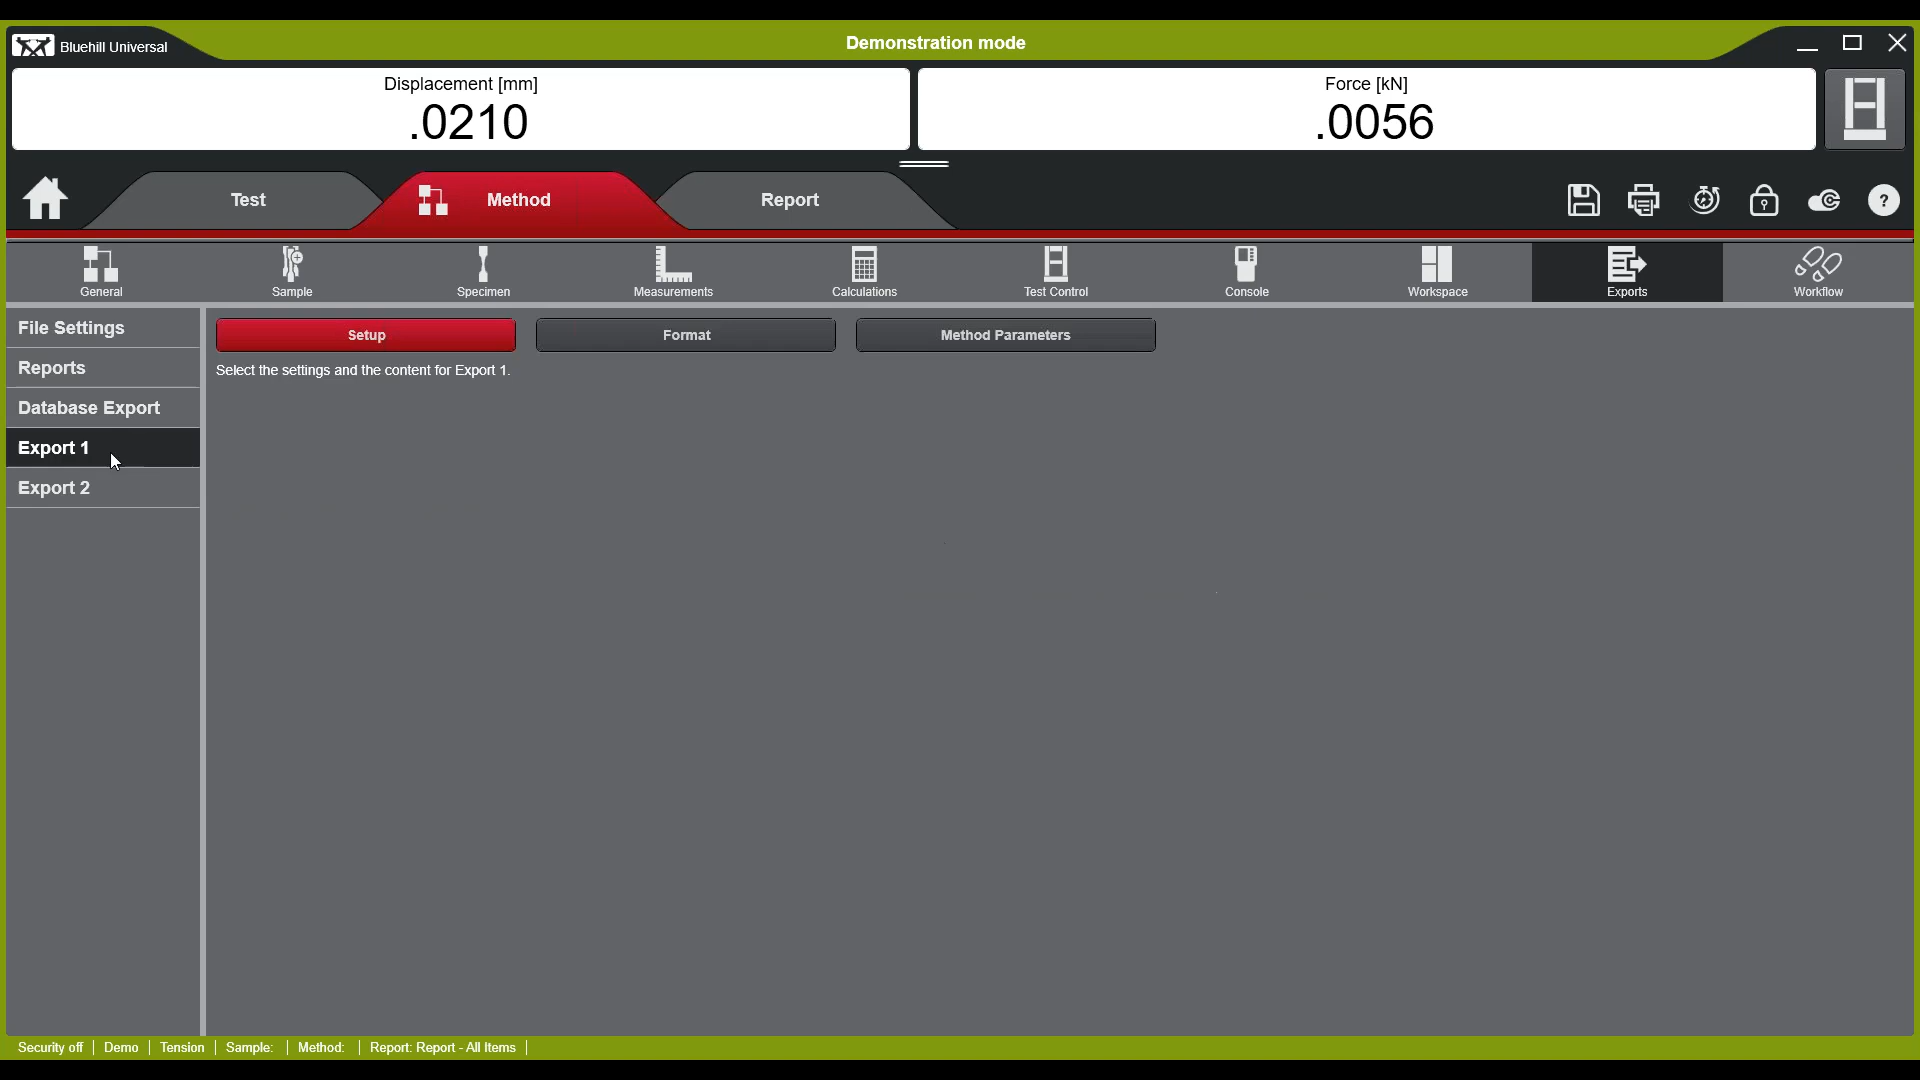 Bluehill Universal
Demonstration mode
Displacement [mm]
.0210
Force [kN]
.0056
Test
Method
Report
?
General
Sample
Specimen
Measurements
Calculations
Test Control
Console
Workspace
Exports
Workflow
File Settings
Reports
Database Export
Export 1
Export 2
Setup
Format
Method Parameters
Select the settings and the content for Export 1.
Security off
Demo
Tension
Sample:
Method:
Report: Report - All Items